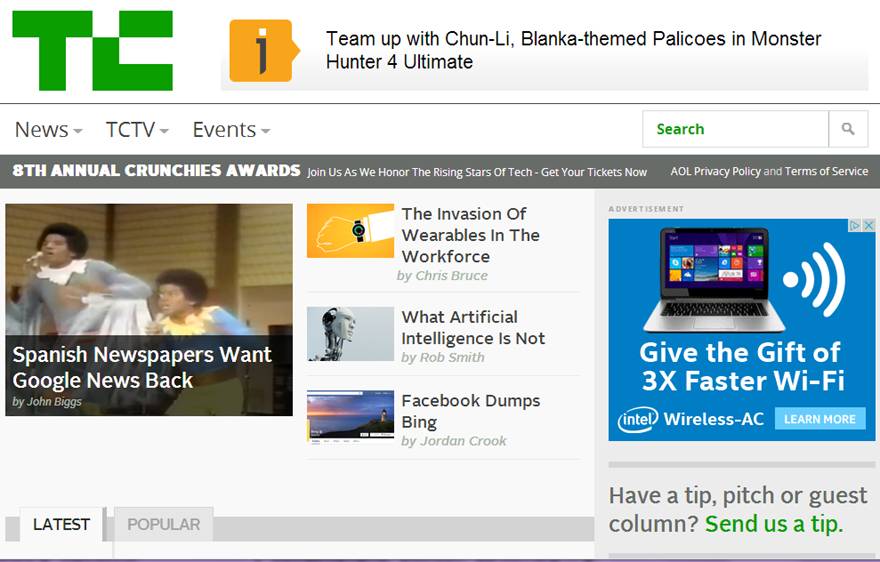 TC
i
Team up with Chun-Li, Blanka-themed Palicoes in Monster
Hunter 4 Ultimate
News
TCTV
Events
Search
8TH ANNUAL CRUNCHIES AWARDS Join Us As We Honor The Rising Stars Of Tech - Get Your Tickets Now
AOL Privacy Policy and Terms of Service
Spanish Newspapers Want
Google News Back
by John Biggs
The Invasion Of
Wearables In The
Workforce
by Chris Bruce
What Artificial
Intelligence Is Not
by Rob Smith
Facebook Dumps
Bing
by Jordan Crook
ADVERTISEMENT
Give the Gift of
3X Faster Wi-Fi
intel Wireless-AC LEARN MORE
Have a tip, pitch or guest
column? Send us a tip.
LATEST
POPULAR